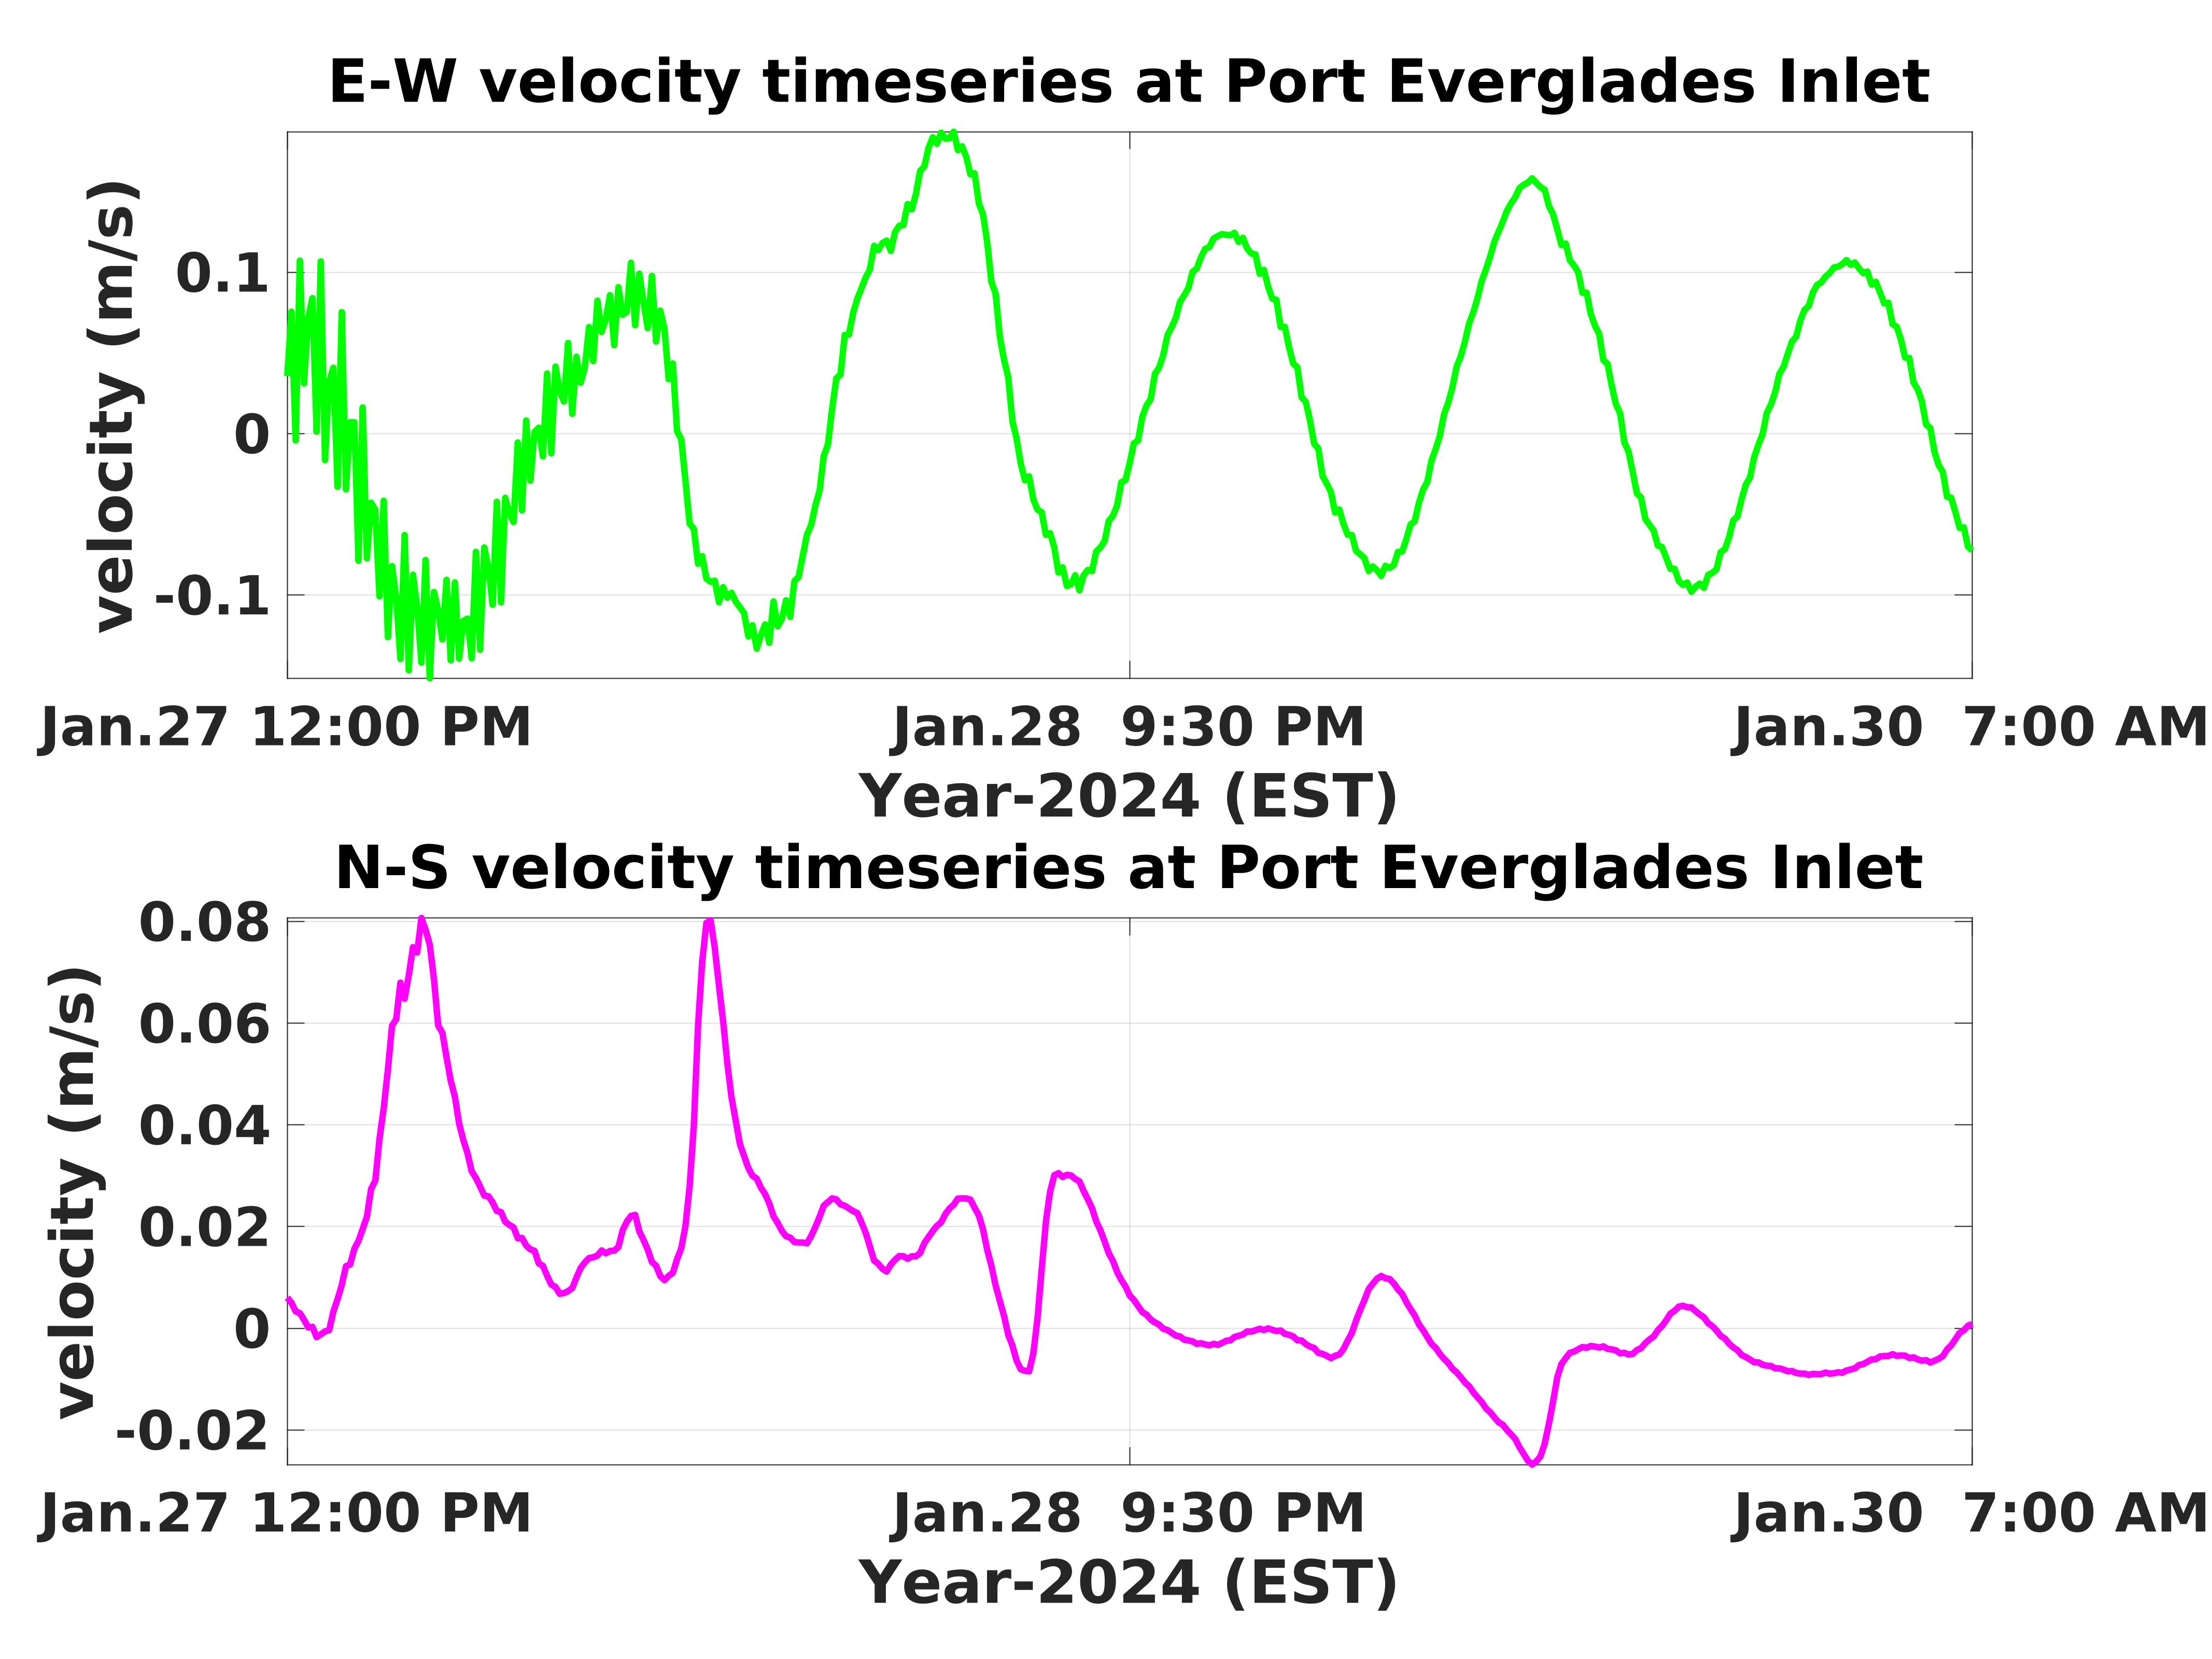 E-W velocity timeseries at Port Everglades Inlet
velocity (m/s)
0.1
0
-0.1
Jan.27 12:00 PM Jan.28 9:30 PM Jan.30 7:00 AM
Year-2024 (EST)
N-S velocity timeseries at Port Everglades Inlet
velocity (m/s)
0.08
0.06
0.04
0.02
0
-0.02
Jan.27 12:00 PM Jan.28 9:30 PM Jan.30 7:00 AM
Year-2024 (EST)